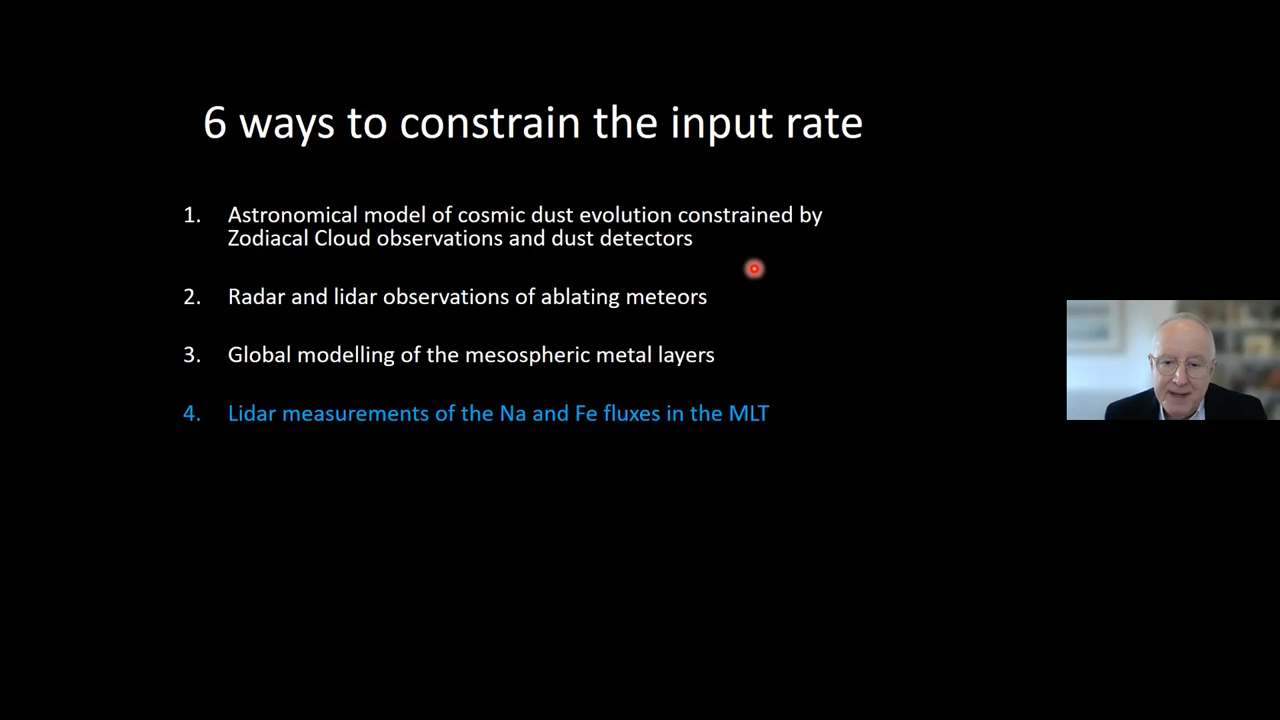 6 ways to constrain the input rate
1. Astronomical model of cosmic dust evolution constrained by
Zodiacal Cloud observations and dust detectors
2. Radar and lidar observations of ablating meteors
3. Global modelling of the mesospheric metal layers
4. Lidar measurements of the Na and Fe fluxes in the MLT